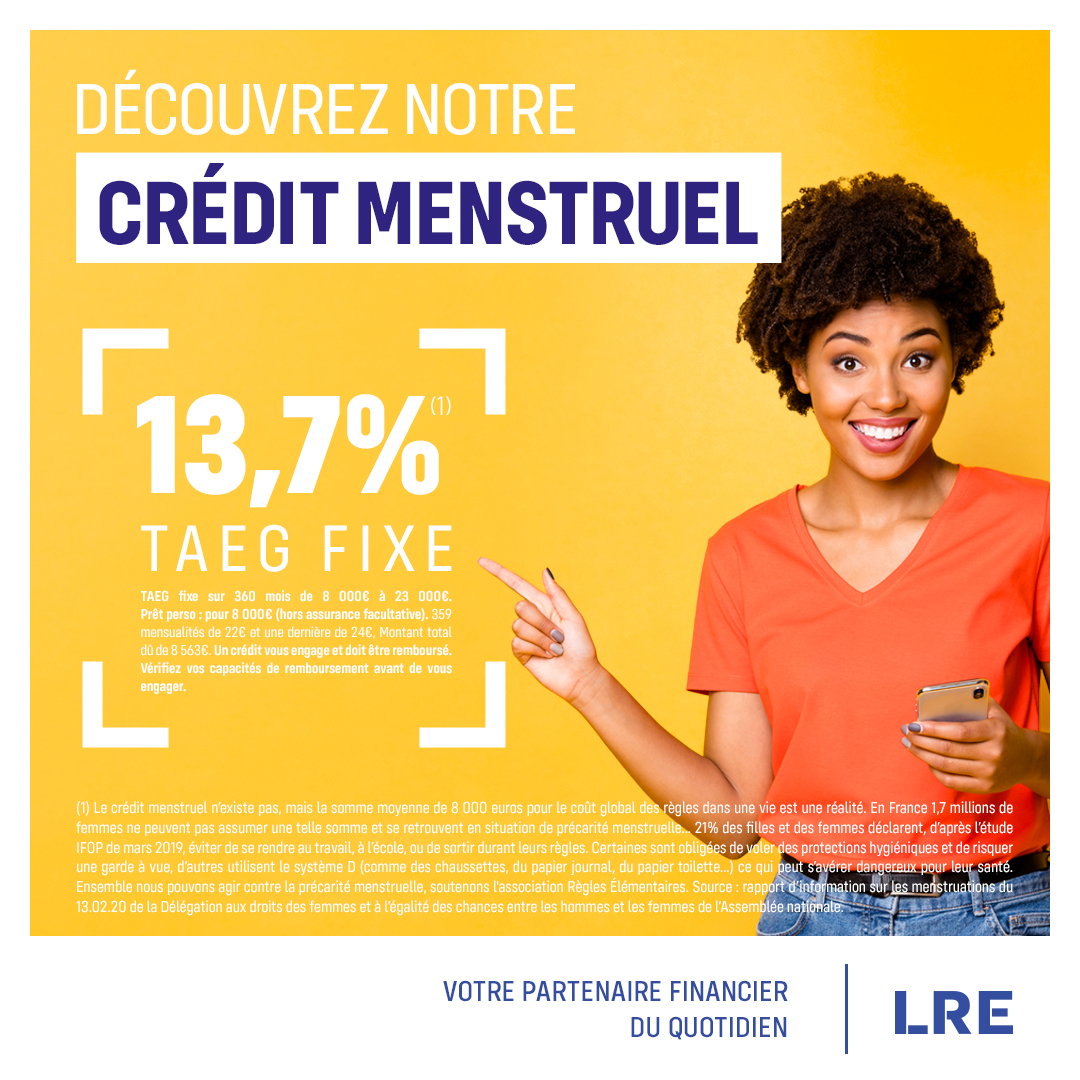 DÉCOUVREZ NOTRE
CRÉDIT MENSTRUEL
13,7%(1)
TAEG FIXE
TAEG fixe sur 360 mois de 8 000€ à 23 000€.
Prêt perso : pour 8 000€ (hors assurance facultative). 359
mensualités de 22€ et une dernière de 24€, Montant total
dû de 8 563€. Un crédit vous engage et doit être remboursé.
Vérifiez vos capacités de remboursement avant de vous
engager.
(1) Le crédit menstruel n'existe pas, mais la somme moyenne de 8 000 euros pour le coût global des règles dans une vie est une réalité. En France 1,7 millions de
femmes ne peuvent pas assumer une telle somme et se retrouvent en situation de précarité menstruelle... 21% des filles et des femmes déclarent, d'après l'étude
IFOP de mars 2019, éviter de se rendre au travail, à l'école, ou de sortir durant leurs règles. Certaines sont obligées de voler des protections hygiéniques et de risquer
une garde à vue, d'autres utilisent le système D (comme des chaussettes, du papier journal, du papier toilette...) ce qui peut s'avérer dangereux pour leur santé.
Ensemble nous pouvons agir contre la précarité menstruelle, soutenons l'association Règles Élémentaires. Source : rapport d'information sur les menstruations du
13.02.20 de la Délégation aux droits des femmes et à l'égalité des chances entre les hommes et les femmes de l'Assemblée nationale.
VOTRE PARTENAIRE FINANCIER
DU QUOTIDIEN
LRE